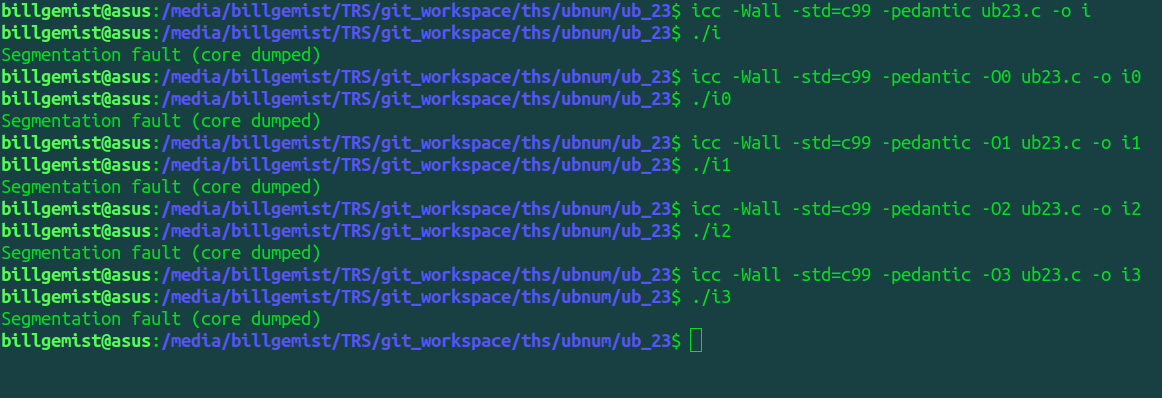 billgemist@asus:/media/billgemist/TRS/git_workspace/ths/ubnum/ub_23$ icc -Wall -std=c99 -pedantic ub23.c -o i
billgemist@asus:/media/billgemist/TRS/git_workspace/ths/ubnum/ub_23$ ./i
Segmentation fault (core dumped)
billgemist@asus:/media/billgemist/TRS/git_workspace/ths/ubnum/ub_23$ icc -Wall -std=c99 -pedantic -O0 ub23.c -o i0
billgemist@asus:/media/billgemist/TRS/git_workspace/ths/ubnum/ub_23$ ./i0
Segmentation fault (core dumped)
billgemist@asus:/media/billgemist/TRS/git_workspace/ths/ubnum/ub_23$ icc -Wall -std=c99 -pedantic -O1 ub23.c -o i1
billgemist@asus:/media/billgemist/TRS/git_workspace/ths/ubnum/ub_23$ ./i1
Segmentation fault (core dumped)
billgemist@asus:/media/billgemist/TRS/git_workspace/ths/ubnum/ub_23$ icc -Wall -std=c99 -pedantic -O2 ub23.c -o i2
billgemist@asus:/media/billgemist/TRS/git_workspace/ths/ubnum/ub_23$ ./i2
Segmentation fault (core dumped)
billgemist@asus:/media/billgemist/TRS/git_workspace/ths/ubnum/ub_23$ icc -Wall -std=c99 -pedantic -O3 ub23.c -o i3
billgemist@asus:/media/billgemist/TRS/git_workspace/ths/ubnum/ub_23$ ./i3
Segmentation fault (core dumped)
billgemist@asus:/media/billgemist/TRS/git_workspace/ths/ubnum/ub_23$